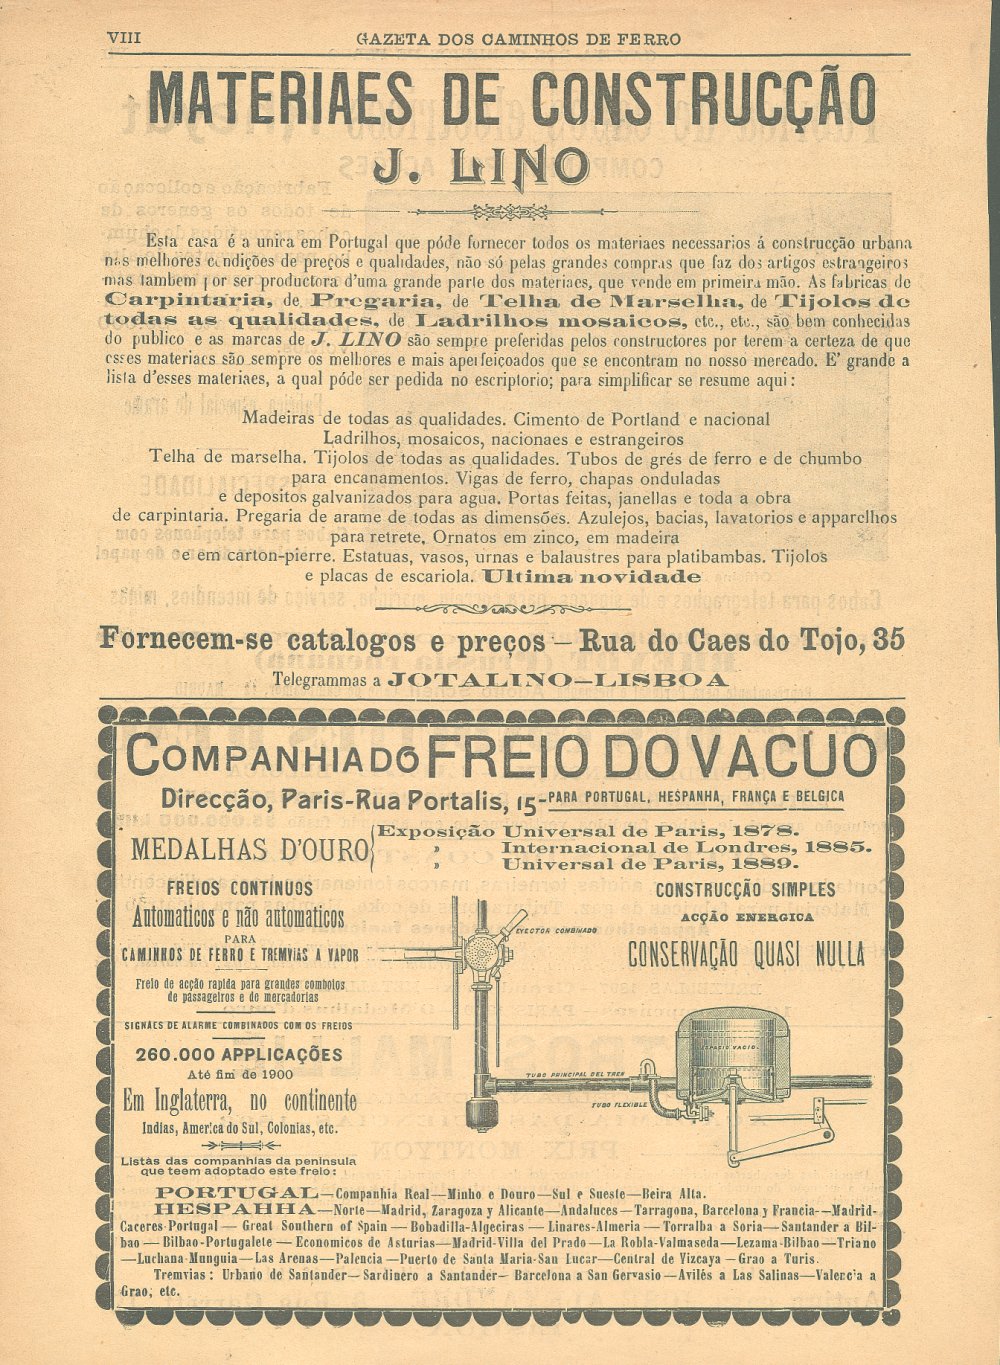 VIII
GAZETA DOS CAMINHOS DE FERRO
MATERIAES DE CONSTRUCÇÃO
J. LINO
Esta casa é a unica em Portugal que póde fornecer todos os materiaes necessarios á construcção urbana
nas melhores condições de preços e qualidades, não só pelas grandes compras que faz dos artigos estrangeiros
mas tambem por ser productora d'uma grande parte dos materiaes, que vende em primeira mão. As fabricas de
Carpintaria, de Pregaria, de Telha de Marselha, de Tijolos de
todas as qualidades, de Ladrilhos mosaicos, etc., etc., são bem conhecidas
do publico e as marcas de J. LINO são sempre preferidas pelos constructores por terem a certeza de que
esses materiaes são sempre os melhores e mais aperfeiçoados que se encontram no nosso mercado. E' grande a
lista d'esses materiaes, a qual póde ser pedida no escriptorio; para simplificar se resume aqui:
Madeiras de todas as qualidades. Cimento de Portland e nacional
Ladrilhos, mosaicos, nacionaes e estrangeiros
Telha de marselha. Tijolos de todas as qualidades. Tubos de grés de ferro e de chumbo
para encanamentos. Vigas de ferro, chapas onduladas
e depositos galvanizados para agua. Portas feitas, janellas e toda a obra
de carpintaria. Pregaria de arame de todas as dimensões. Azulejos, bacias, lavatorios e apparelhos
para retrete, Ornatos em zinco, em madeira
e em carton-pierre. Estatuas, vasos, urnas e balaustres para platibambas. Tijolos
e placas de escariola. Ultima novidade
Fornecem-se catalogos e preços — Rua do Caes do Tojo, 35
Telegrammas a JOTALINO—LISBOA
COMPANHIA DO FREIO DO VACUO
Direcção, Paris-Rua Portalis, 15-PARA PORTUGAL, HESPANHA, FRANÇA E BELGICA
MEDALHAS D'OURO
Exposição Universal de Paris, 1878.
» Internacional de Londres, 1885.
» Universal de Paris, 1889.
FREIOS CONTINUOS
Automaticos e não automaticos
PARA
CAMINHOS DE FERRO E TREMVIAS A VAPOR
Freio de acção rapida para grandes comboios
de passageiros e de mercadorias
SIGNAES DE ALARME COMBINADOS COM OS FREIOS
260.000 APPLICAÇÕES
Até fim de 1900
Em Inglaterra, no continente
Indias, America do Sul, Colonias, etc.
Listas das companhias da peninsula
que teem adoptado este freio:
CONSTRUCÇÃO SIMPLES
ACÇÃO ENERGICA
CONSERVAÇÃO QUASI NULLA
EYECTOR COMBINADO
ESPACIO VACIO.
TUBO PRINCIPAL DEL TREN
TUBO FLEXIBLE
PORTUGAL—Companhia Real—Minho e Douro—Sul e Sueste—Beira Alta.
HESPANHA—Norte—Madrid, Zaragoza y Alicante—Andaluces—Tarragona, Barcelona y Francia—Madrid-
Caceres-Portugal — Great Southern of Spain — Bobadilla-Algeciras — Linares-Almeria — Torralba a Soria—Santander a Bil-
bao — Bilbao-Portugalete — Economicos de Asturias—Madrid-Villa del Prado—La Robla-Valmaseda—Lezama-Bilbao—Triano
—Luchana-Munguia—Las Arenas—Palencia—Puerto de Santa Maria-San Lucar—Central de Vizcaya—Grao a Turis.
Tremvias: Urbano de Santander—Sardinero a Santander—Barcelona a San Gervasio—Avilés a Las Salinas—Valencia a
Grao, etc.